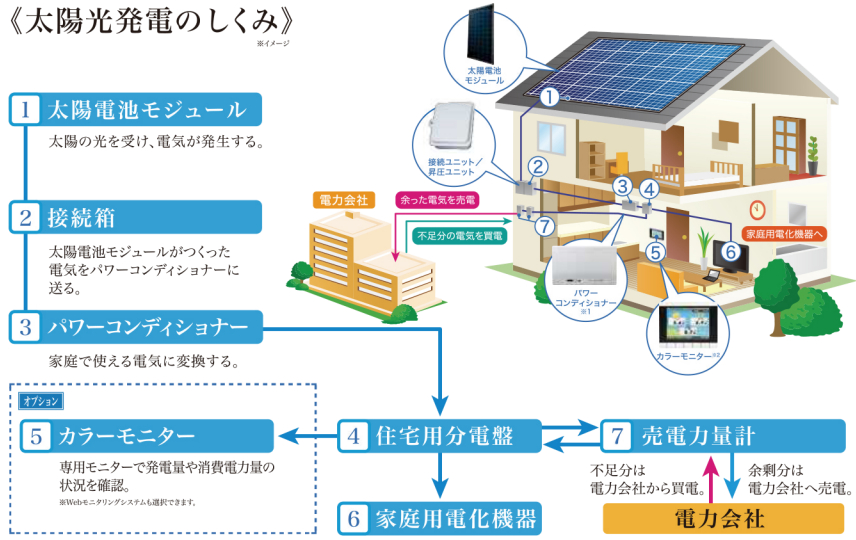 《太陽光発電のしくみ》
※イメージ
1 太陽電池モジュール
太陽の光を受け、電気が発生する。
2 接続箱
太陽電池モジュールがつくった
電気をパワーコンディショナーに
送る。
3 パワーコンディショナー
家庭で使える電気に変換する。
太陽電池
モジュール
①
接続ユニット／
昇圧ユニット
②
③
④
電力会社
余った電気を売電
不足分の電気を買電
⑦
家庭用電化機器へ
⑤
⑥
パワー
コンディショナー
※1
カラーモニター※2
オプション
5 カラーモニター
専用モニターで発電量や消費電力量の
状況を確認。
※Webモニタリングシステムも選択できます。
4 住宅用分電盤
6 家庭用電化機器
7 売電力量計
不足分は
電力会社から買電。
余剰分は
電力会社へ売電。
電力会社